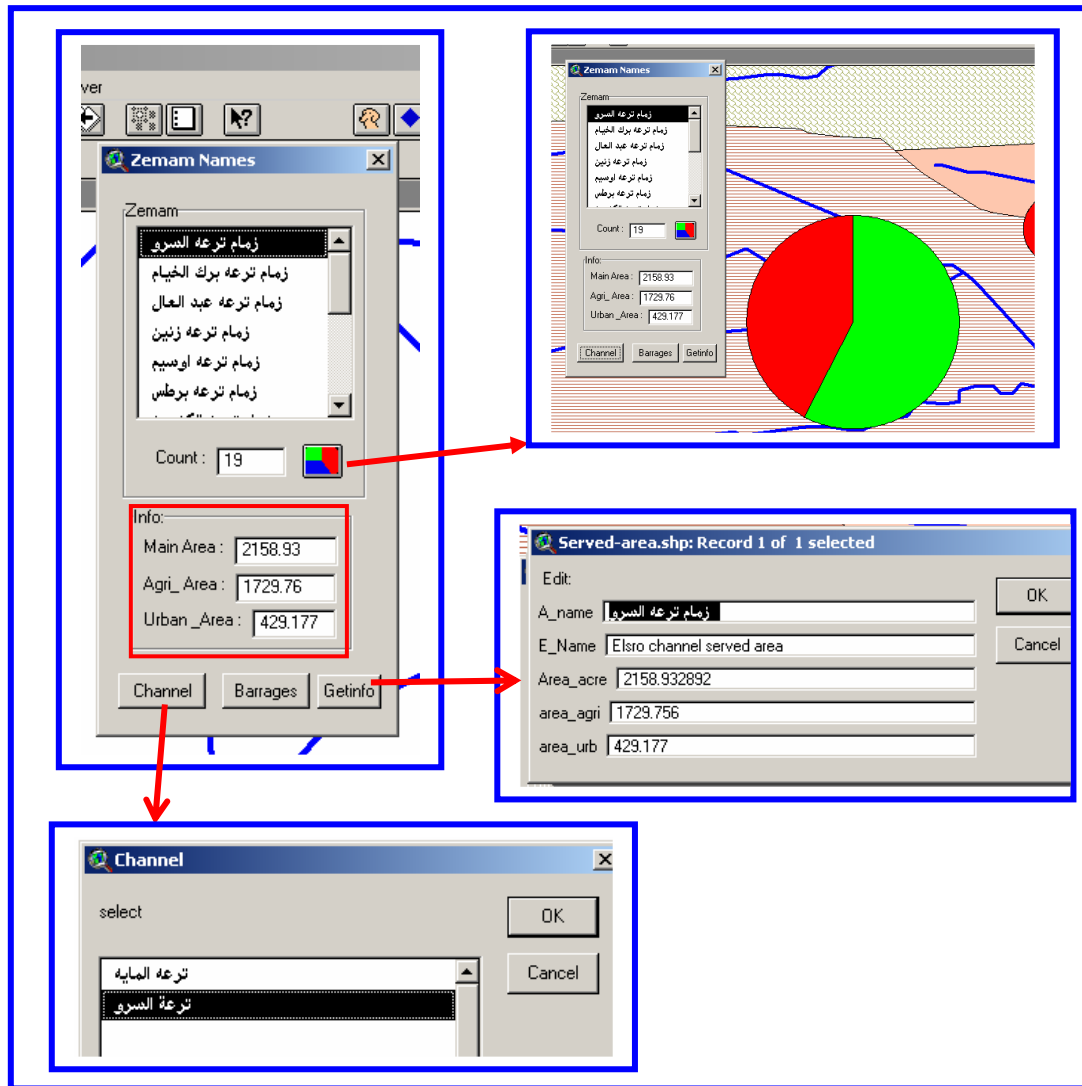 ver
Zemam Names
Zemam
زمام ترعه السرو
زمام ترعه برك الخيام
زمام ترعه عبد العال
زمام ترعه زنين
زمام ترعه اوسيم
زمام ترعه برطس
Count : 19
Info:
Main Area : 2158.93
Agri_ Area : 1729.76
Urban _Area : 429.177
Channel Barrages Getinfo
Zemam Names
Zemam
زمام ترعه السرو
زمام ترعه برك الخيام
زمام ترعه عبد العال
زمام ترعه زنين
زمام ترعه اوسيم
زمام ترعه برطس
Count : 19
Info:
Main Area : 2158.93
Agri_ Area : 1729.76
Urban _Area : 429.177
Channel Barrages Getinfo
Served-area.shp: Record 1 of 1 selected
Edit:
OK
A_name زمام ترعه السرو
E_Name Elsro channel served area
Cancel
Area_acre 2158.932892
area_agri 1729.756
area_urb 429.177
Channel
select
OK
ترعه المايه
Cancel
ترعة السرو